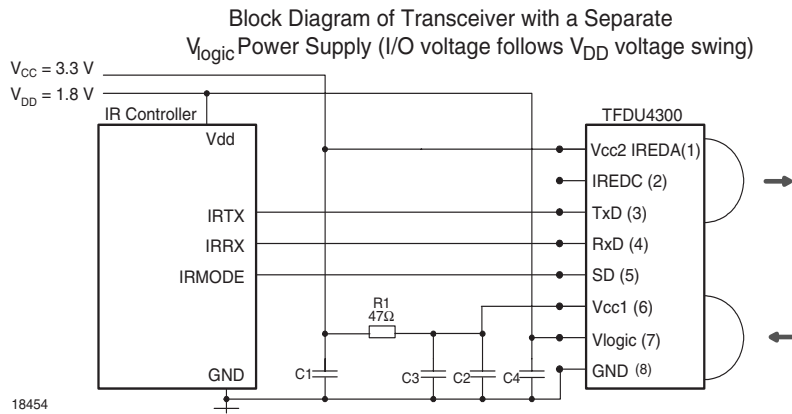 Block Diagram of Transceiver with a Separate
Vlogic Power Supply (I/O voltage follows VDD voltage swing)
VCC = 3.3 V
VDD = 1.8 V
IR Controller
Vdd
IRTX
IRRX
IRMODE
GND
R1
47Ω
C1
C3
C2
C4
TFDU4300
Vcc2 IREDA(1)
IREDC (2)
TxD (3)
RxD (4)
SD (5)
Vcc1 (6)
Vlogic (7)
GND (8)
18454